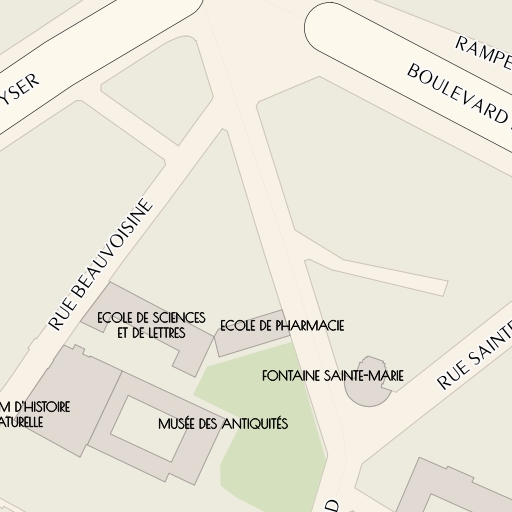 YSER
RAMPE
BOULEVARD
RUE BEAUVOISINE
ECOLE DE SCIENCES
ET DE LETTRES
ECOLE DE PHARMACIE
FONTAINE SAINTE-MARIE
RUE SAINTE
M D'HISTOIRE
ATURELLE
MUSÉE DES ANTIQUITÉS
D